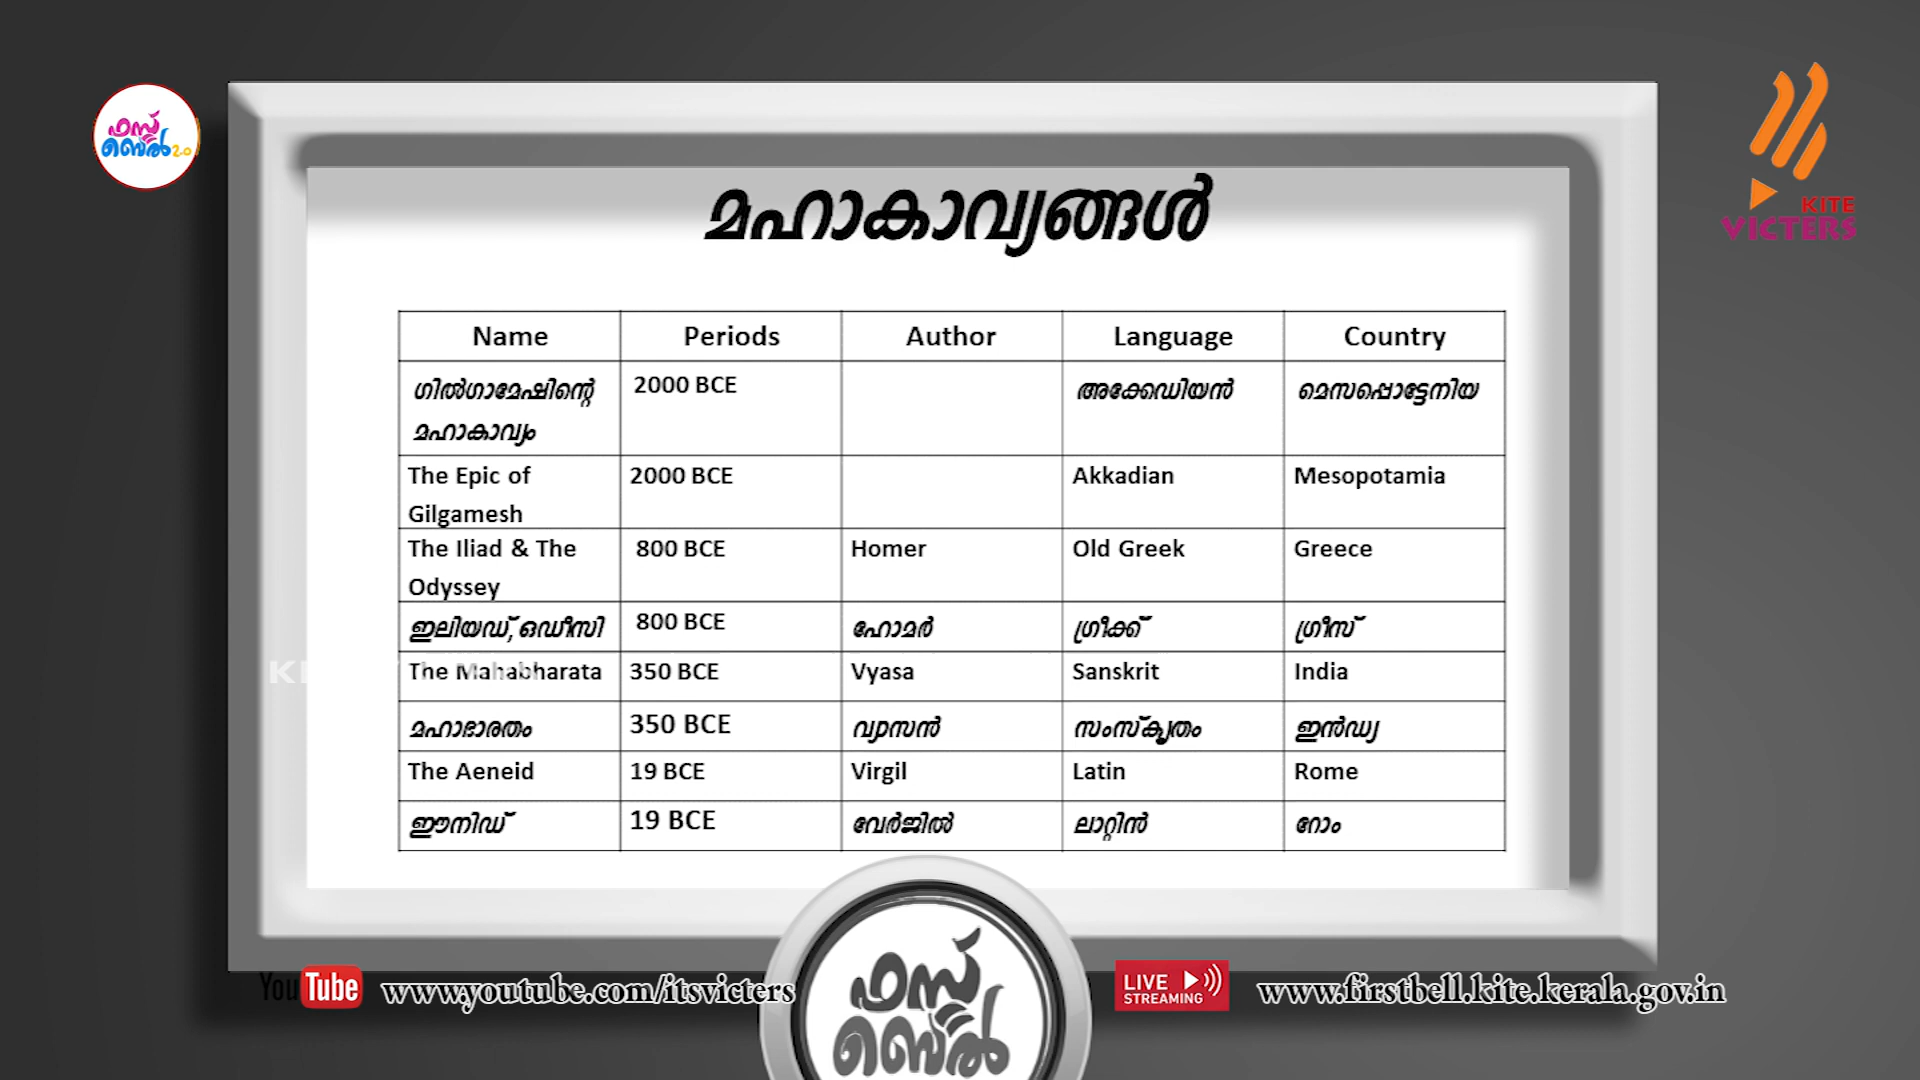 ഫസ്റ്റ്
ബെൽ 2.0
KITE
VICTERS
മഹാകാവ്യങ്ങൾ
Name Periods Author Language Country
ഗിൽഗാമേഷിന്റെ 2000 BCE അക്കേഡിയൻ മെസപ്പൊട്ടേനിയ
മഹാകാവ്യം
The Epic of 2000 BCE Akkadian Mesopotamia
Gilgamesh
The Iliad & The 800 BCE Homer Old Greek Greece
Odyssey
ഇലിയഡ്, ഒഡീസി 800 BCE ഹോമർ ഗ്രീക്ക് ഗ്രീസ്
The Mahabharata 350 BCE Vyasa Sanskrit India
മഹാഭാരതം 350 BCE വ്യാസൻ സംസ്കൃതം ഇൻഡ്യ
The Aeneid 19 BCE Virgil Latin Rome
ഈനിഡ് 19 BCE വേർജിൽ ലാറ്റിൻ റോം
YouTube www.youtube.com/itsvicters
ഫസ്റ്റ്
ബെൽ
LIVE
STREAMING
www.firstbell.kite.kerala.gov.in